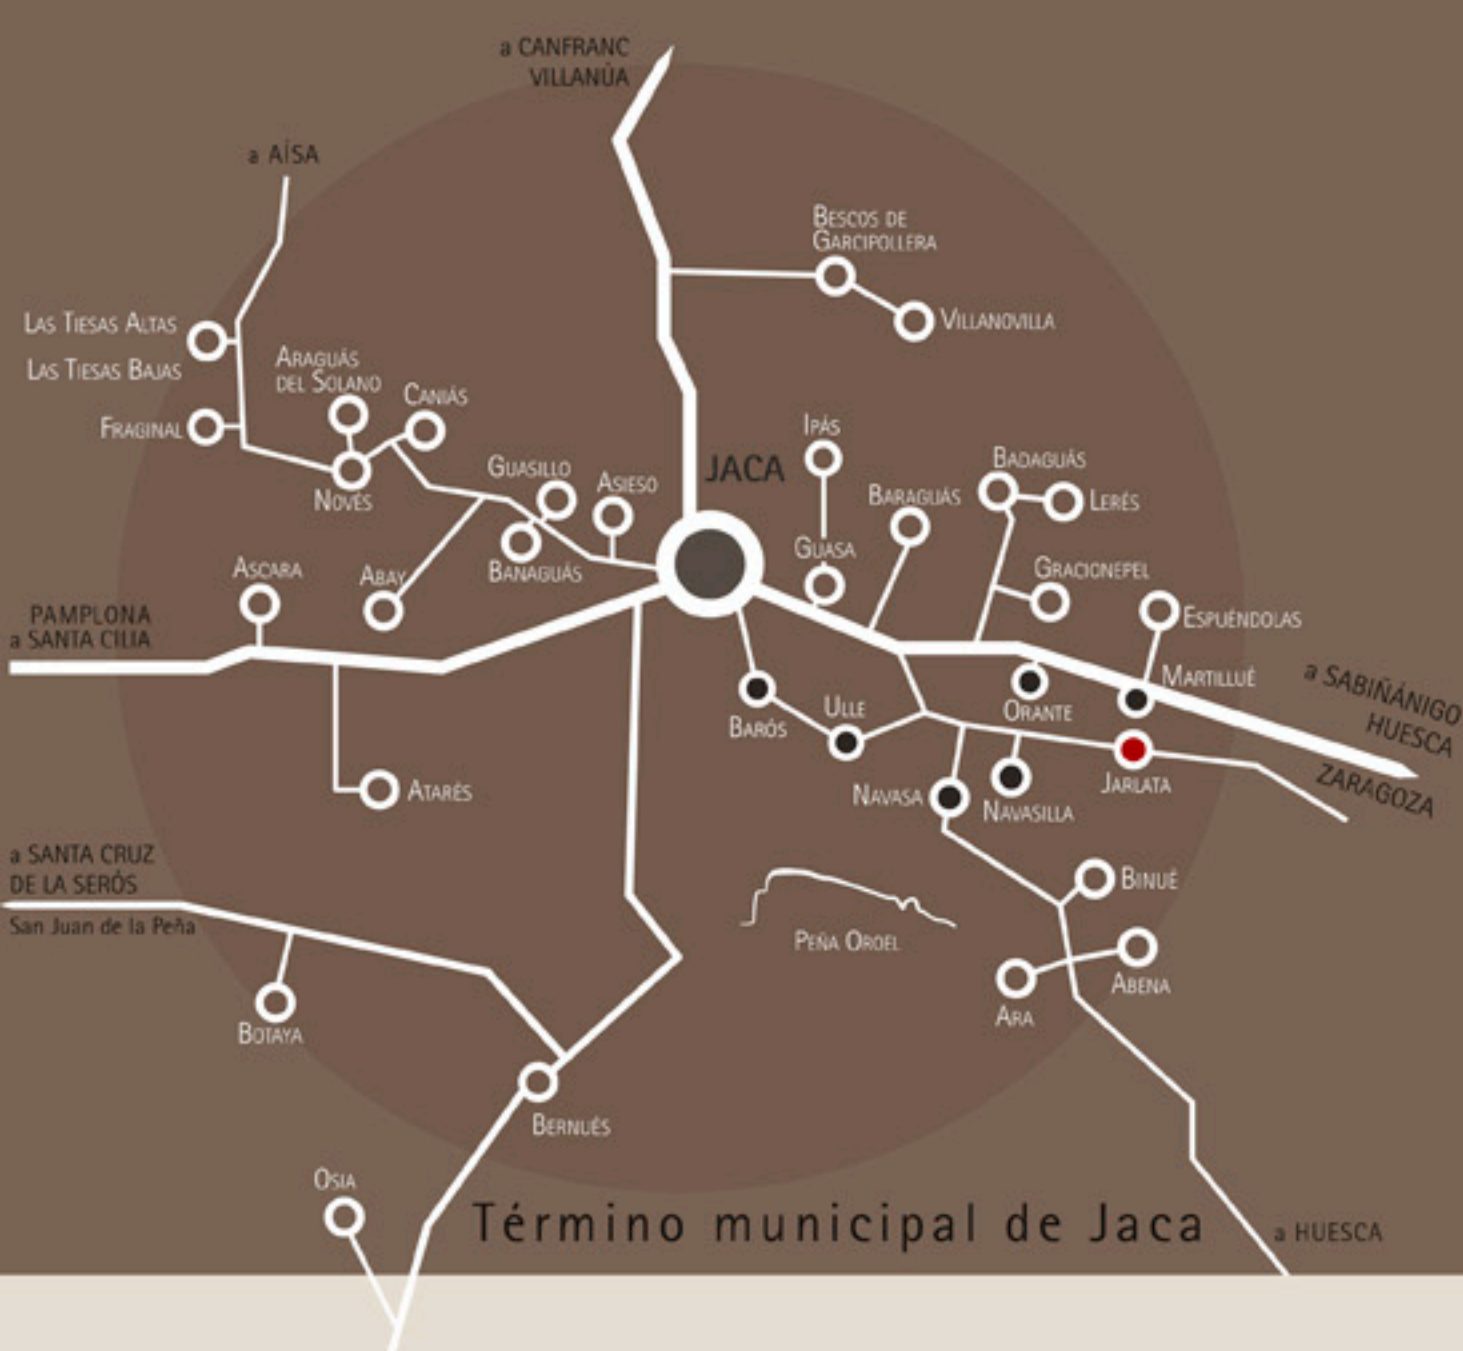 a CANFRANC
VILLANÚA
a AÍSA
BESCOS DE
GARCIPOLLERA
VILLANOVILLA
LAS TIESAS ALTAS
LAS TIESAS BAJAS
FRAGINAL
ARAGUÁS
DEL SOLANO
CANIÁS
NOVÉS
GUASILLO
ASIESO
BANAGUÁS
JACA
IPÁS
GUASA
BARAGUÁS
BADAGUÁS
LERÉS
GRACIONEPEL
ESPUÉNDOLAS
ASCARA
ABAY
PAMPLONA
a SANTA CILIA
MARTILLUÉ
a SABIÑÁNIGO
HUESCA
ZARAGOZA
ORANTE
BARÓS
ULLE
JARLATA
NAVASA
NAVASILLA
ATARÉS
a SANTA CRUZ
DE LA SERÓS
San Juan de la Peña
BINUÉ
PEÑA OROEL
ABENA
ARA
BOTAYA
BERNUÉS
OSIA
Término municipal de Jaca
a HUESCA